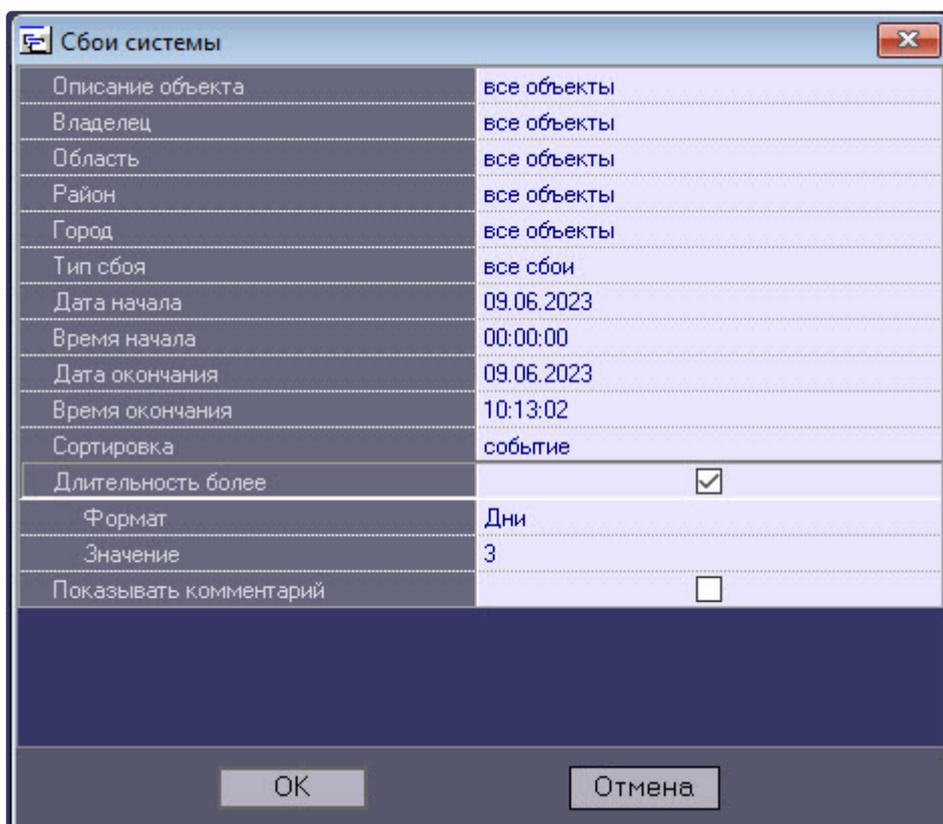 Сбои системы
Описание объекта все объекты
Владелец все объекты
Область все объекты
Район все объекты
Город все объекты
Тип сбоя все сбои
Дата начала 09.06.2023
Время начала 00:00:00
Дата окончания 09.06.2023
Время окончания 10:13:02
Сортировка событие
Длительность более
Формат Дни
Значение 3
Показывать комментарий
OK Отмена